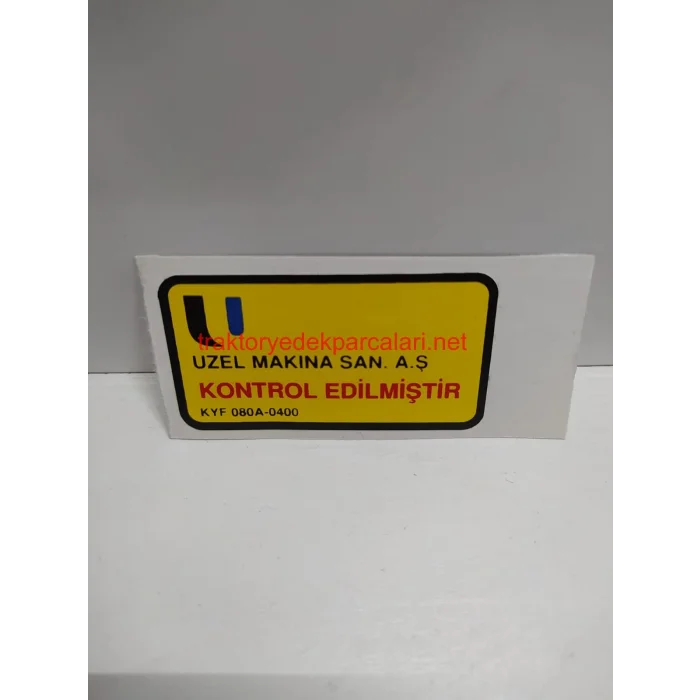 traktoryedekparcalari.net
UZEL MAKINA SAN. A.Ş
KONTROL EDİLMİŞTİR
KYF 080A-0400